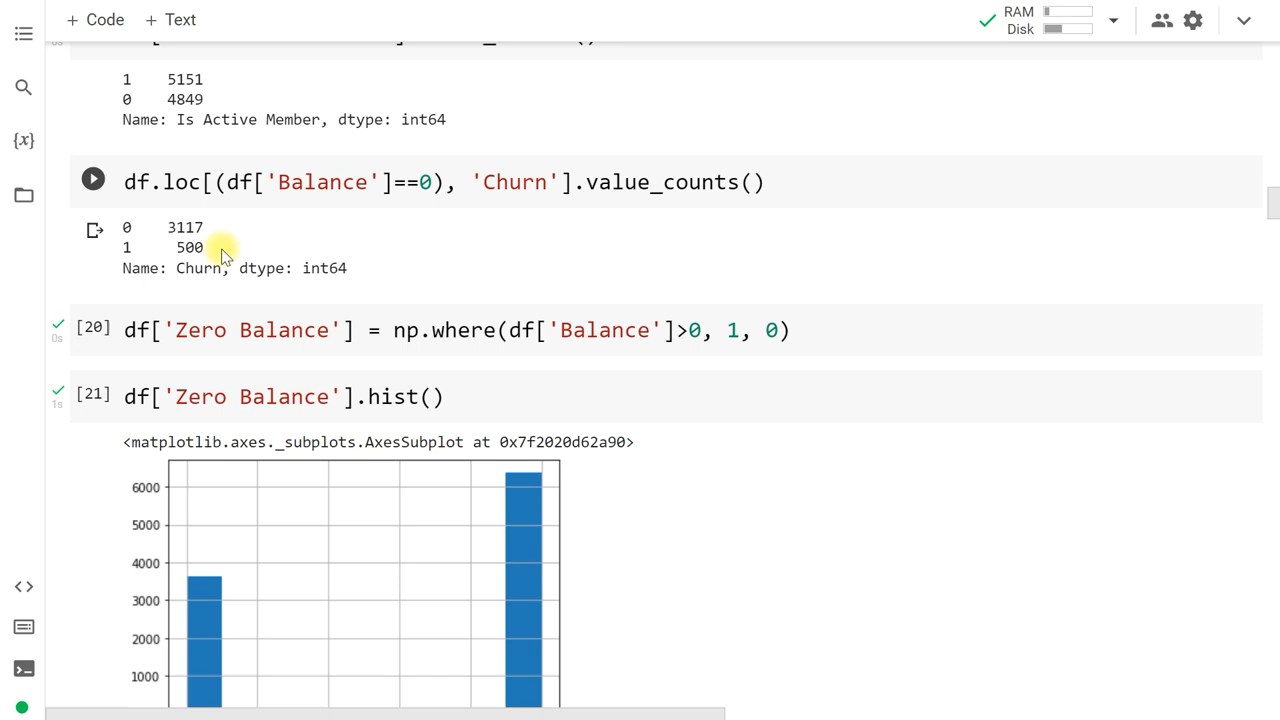 + Code + Text
RAM
Disk
1 5151
0 4849
Name: Is Active Member, dtype: int64
{x}
df.loc[(df['Balance']==0), 'Churn'].value_counts()
0 3117
1 500
Name: Churn, dtype: int64
[20] df['Zero Balance'] = np.where(df['Balance']>0, 1, 0)
0s
[21] df['Zero Balance'].hist()
1s
<matplotlib.axes._subplots.AxesSubplot at 0x7f2020d62a90>
6000
5000
4000
3000
2000
1000